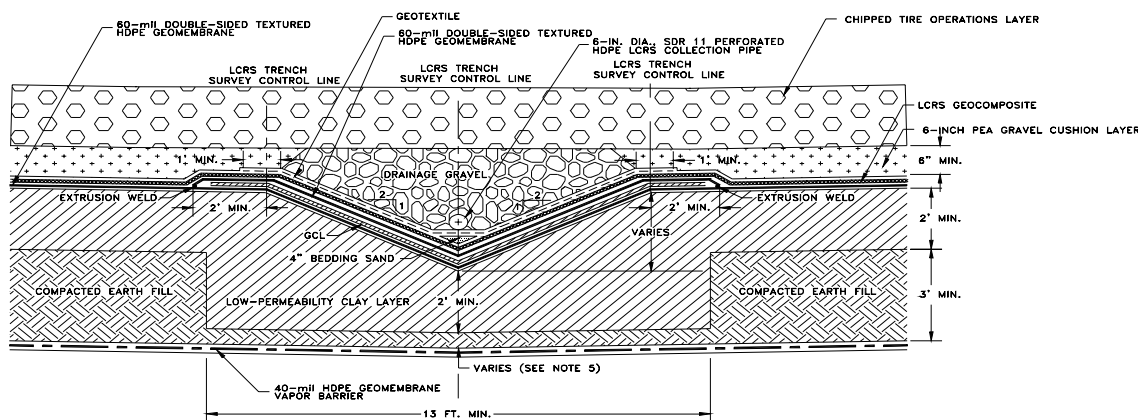 60-mil DOUBLE-SIDED TEXTURED
HDPE GEOMEMBRANE
GEOTEXTILE
60-mil DOUBLE-SIDED TEXTURED
HDPE GEOMEMBRANE
6-IN. DIA., SDR 11 PERFORATED
HDPE LCRS COLLECTION PIPE
CHIPPED TIRE OPERATIONS LAYER
LCRS TRENCH
SURVEY CONTROL LINE
LCRS TRENCH
SURVEY CONTROL LINE
LCRS TRENCH
SURVEY CONTROL LINE
LCRS GEOCOMPOSITE
6-INCH PEA GRAVEL CUSHION LAYER
1' MIN.
1' MIN.
6" MIN.
DRAINAGE GRAVEL
2
1
2
1
EXTRUSION WELD
2' MIN.
2' MIN.
EXTRUSION WELD
2' MIN.
GCL
VARIES
4" BEDDING SAND
COMPACTED EARTH FILL
LOW-PERMEABILITY CLAY LAYER
2' MIN.
COMPACTED EARTH FILL
3' MIN.
VARIES (SEE NOTE 5)
40-mil HDPE GEOMEMBRANE
VAPOR BARRIER
13 FT. MIN.